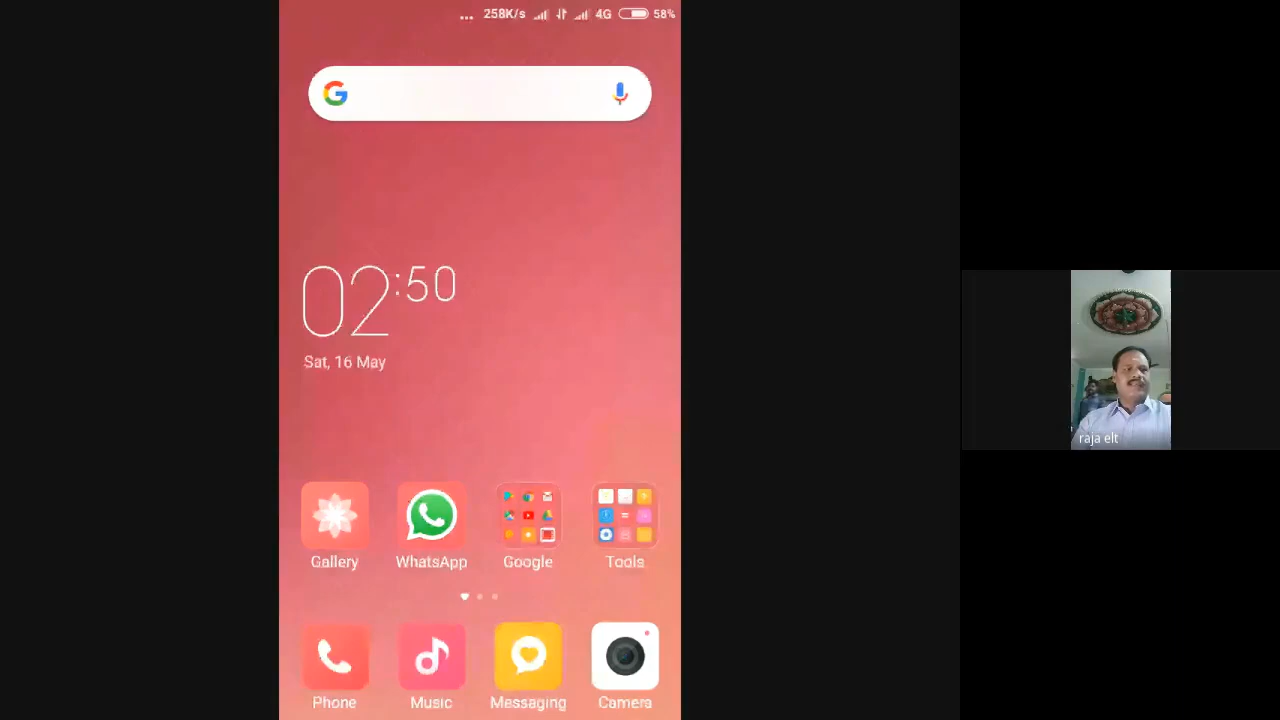 ... 258K/s 4G 58%
02:50
Sat, 16 May
Gallery WhatsApp Google Tools
Phone Music Messaging Camera
raja elt